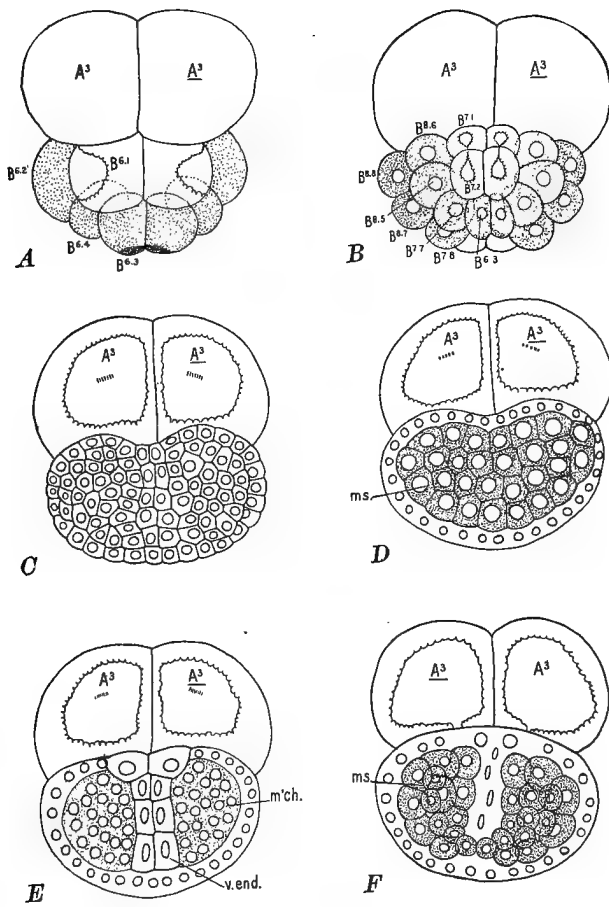 A³ A³
B⁶·² B⁶·¹
B⁶·⁴ B⁶·³
A
A³ A³
B⁸·⁶ B⁷·¹
B⁸·⁸
B⁷·²
B⁸·⁵
B⁸·⁷
B⁷·⁷ B⁷·⁸ B⁶·³
B
A³ A³
C
A³ A³
ms.
D
A³ A³
m'ch.
v.end.
E
A³ A³
ms.
F